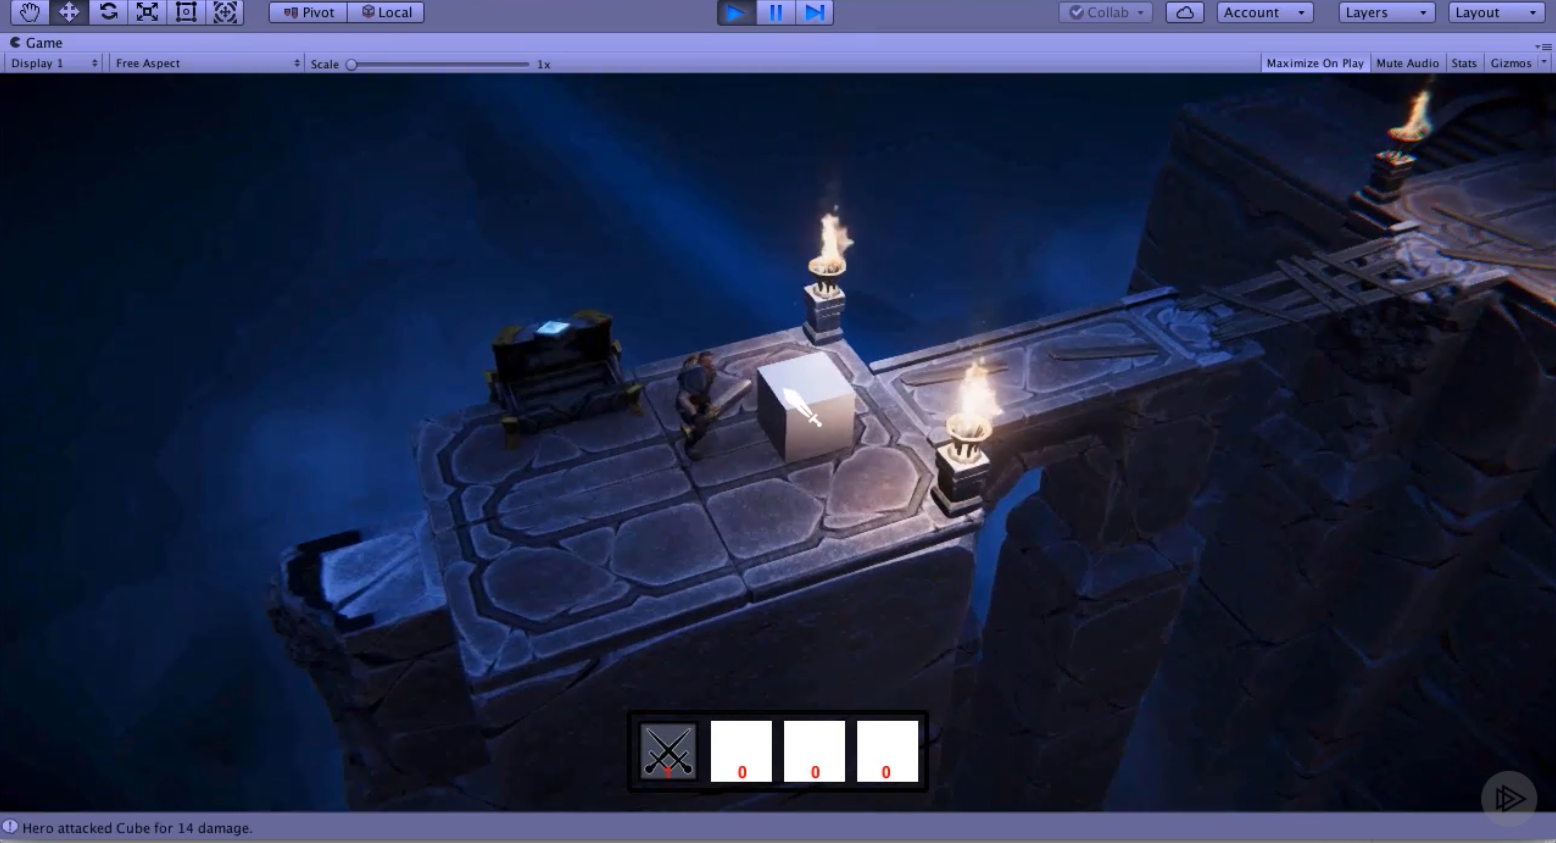 Pivot Local Collab Account Layers Layout
Game
Display 1 Free Aspect Scale 1x Maximize On Play Mute Audio Stats Gizmos
1 0 0 0
Hero attacked Cube for 14 damage.